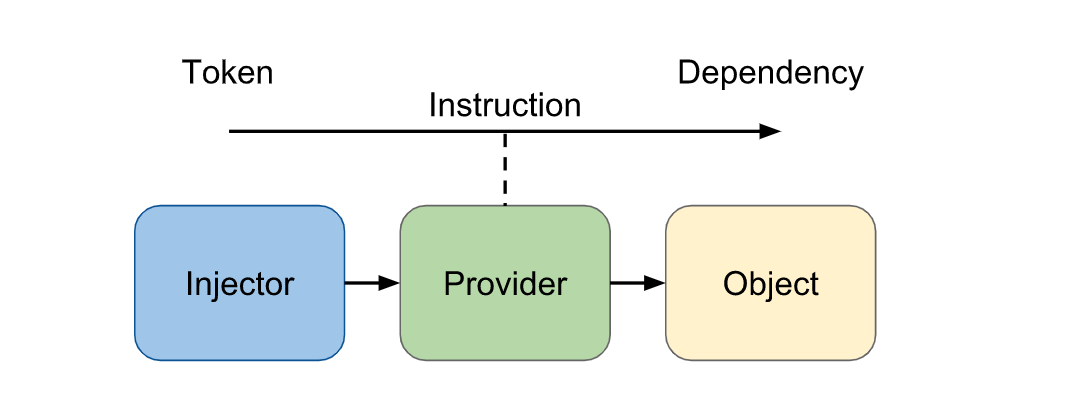 Token
Dependency
Instruction
Injector
Provider
Object